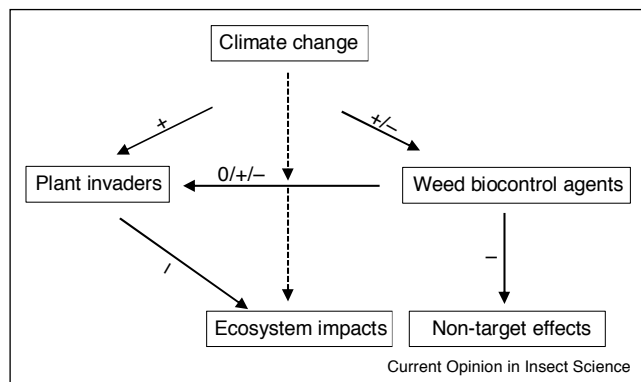 Climate change
+
+/–
0/+/–
Plant invaders
Weed biocontrol agents
–
–
Ecosystem impacts
Non-target effects
Current Opinion in Insect Science